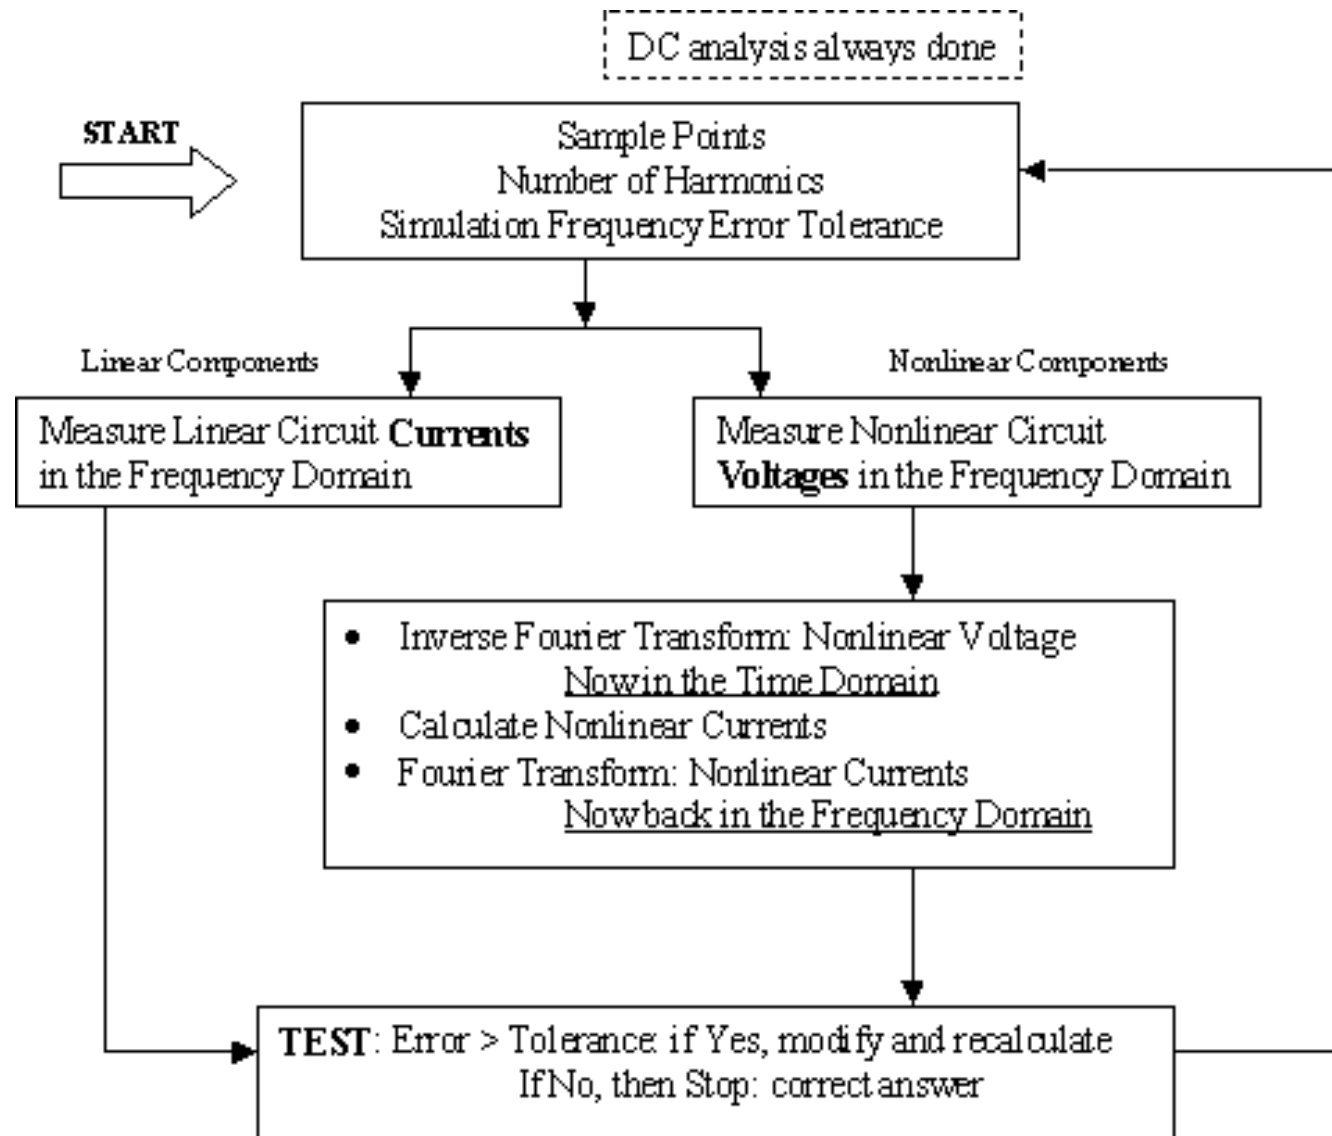 DC analysis always done
START
Sample Points
Number of Harmonics
Simulation Frequency Error Tolerance
Linear Components
Nonlinear Components
Measure Linear Circuit Currents
in the Frequency Domain
Measure Nonlinear Circuit
Voltages in the Frequency Domain
• Inverse Fourier Transform: Nonlinear Voltage
Now in the Time Domain
• Calculate Nonlinear Currents
• Fourier Transform: Nonlinear Currents
Now back in the Frequency Domain
TEST: Error > Tolerance: if Yes, modify and recalculate
If No, then Stop: correct answer